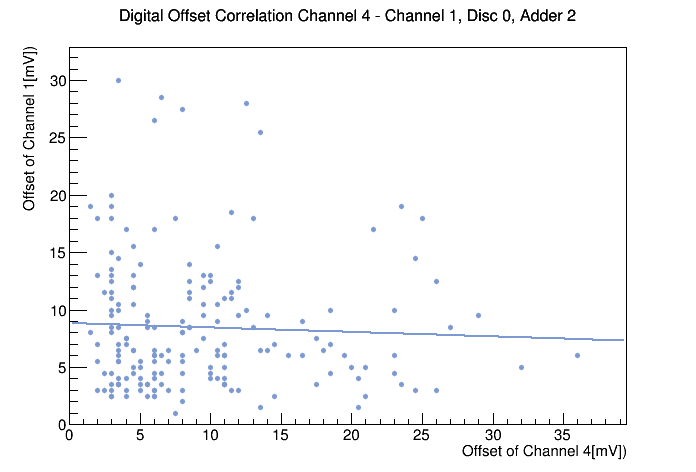 Digital Offset Correlation Channel 4 - Channel 1, Disc 0, Adder 2
Offset of Channel 1[mV])
30
25
20
15
10
5
0
0 5 10 15 20 25 30 35
Offset of Channel 4[mV])